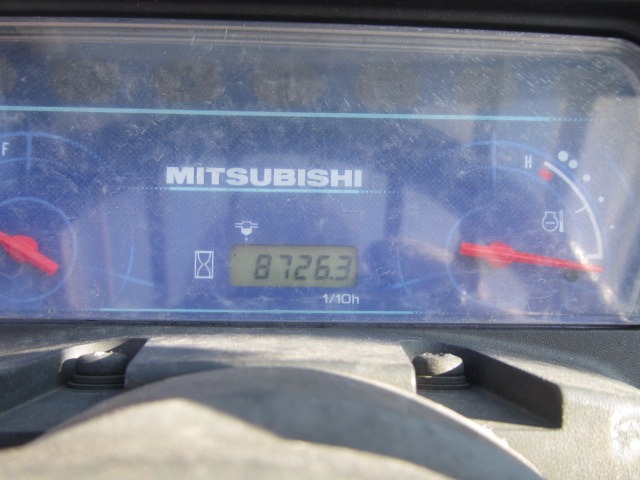 F
H
MITSUBISHI
8726.3
1/10h